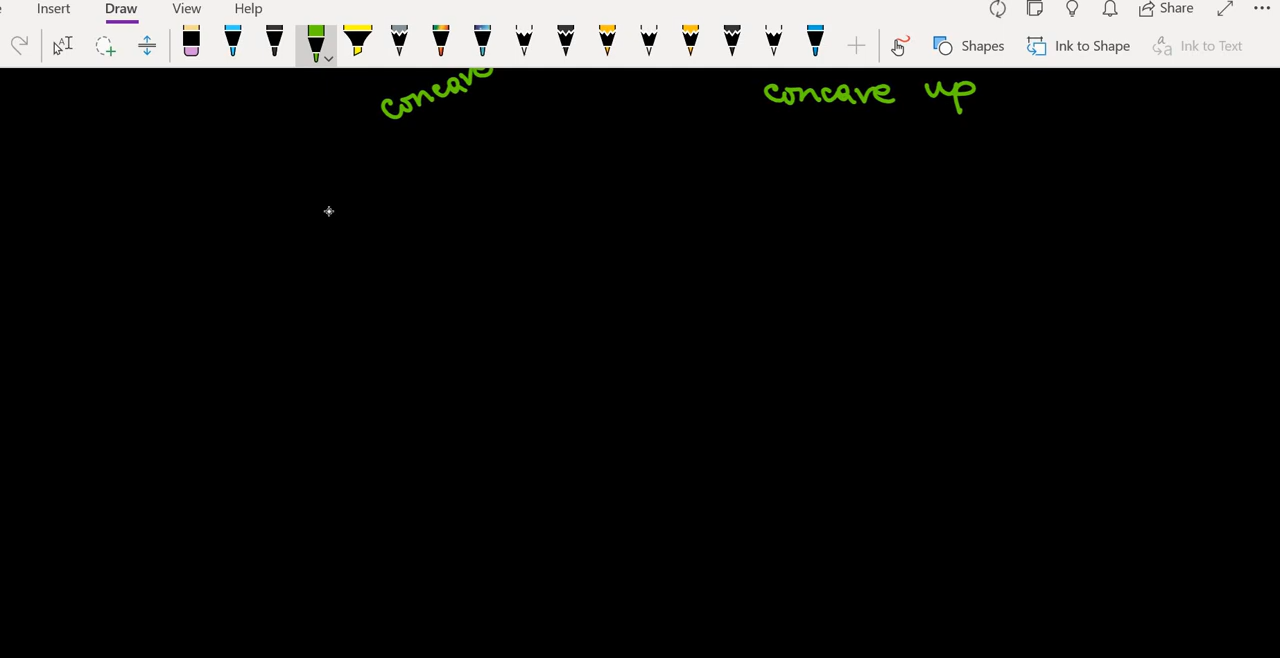 Insert Draw View Help
Share
Shapes Ink to Shape Ink to Text
concave
concave up